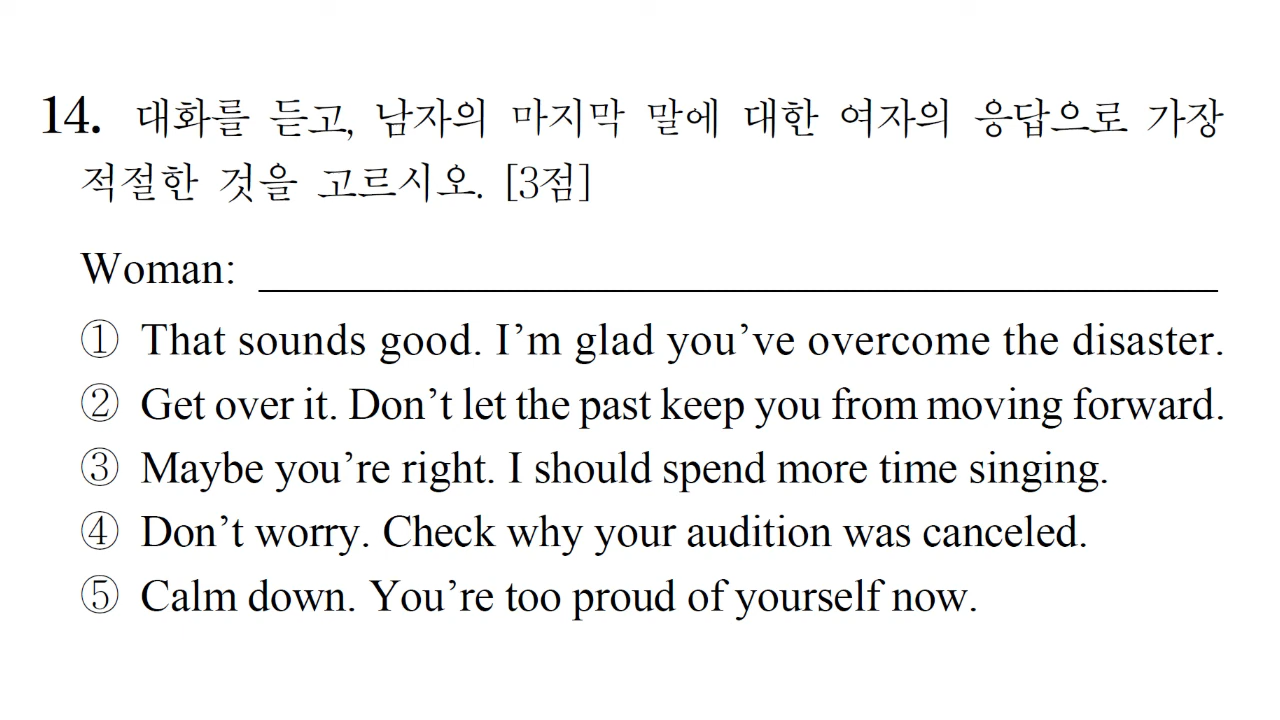 14. 대화를 듣고, 남자의 마지막 말에 대한 여자의 응답으로 가장
적절한 것을 고르시오. [3점]
Woman:
① That sounds good. I’m glad you’ve overcome the disaster.
② Get over it. Don’t let the past keep you from moving forward.
③ Maybe you’re right. I should spend more time singing.
④ Don’t worry. Check why your audition was canceled.
⑤ Calm down. You’re too proud of yourself now.